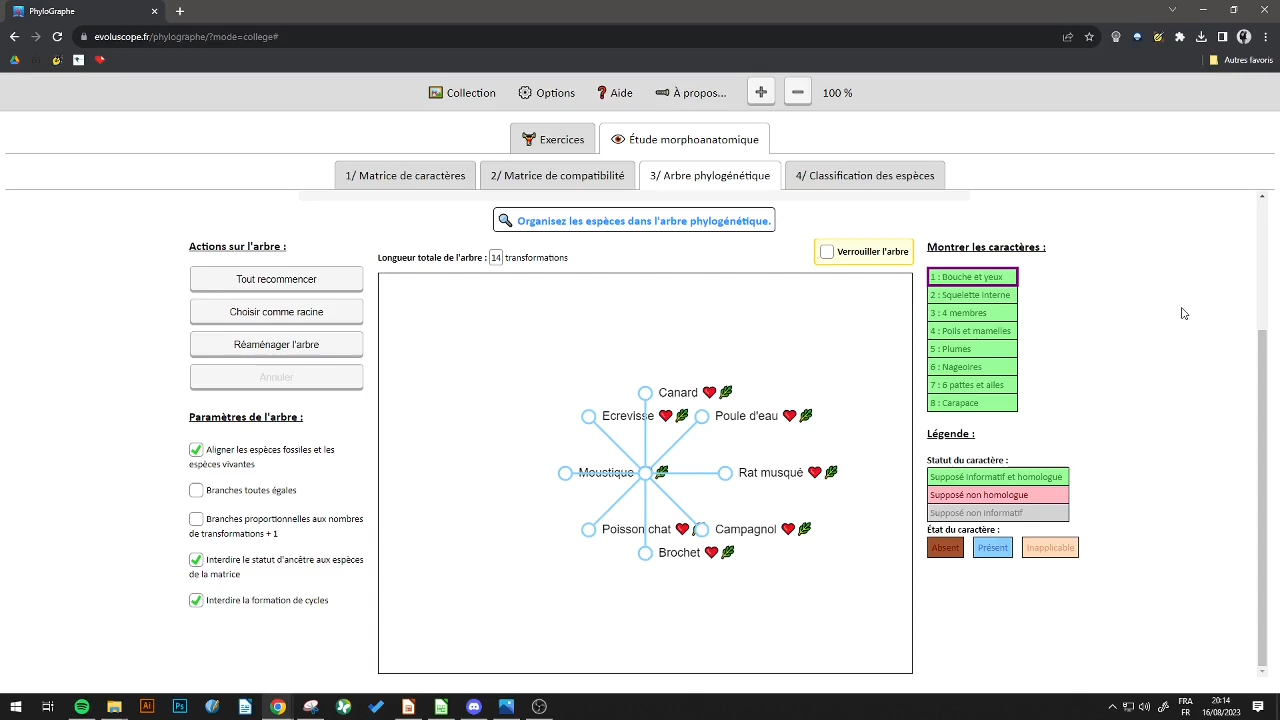 PhyloGraphe
evoluscope.fr/phylographe/?mode=college#
Autres favoris
Collection
Options
Aide
À propos...
100 %
Exercices
Étude morphoanatomique
1/ Matrice de caractères
2/ Matrice de compatibilité
3/ Arbre phylogénétique
4/ Classification des espèces
Organisez les espèces dans l'arbre phylogénétique.
Actions sur l'arbre :
Tout recommencer
Choisir comme racine
Réaménager l'arbre
Annuler
Paramètres de l'arbre :
Aligner les espèces fossiles et les
espèces vivantes
Branches toutes égales
Branches proportionnelles aux nombres
de transformations + 1
Interdire le statut d'ancêtre aux espèces
de la matrice
Interdire la formation de cycles
Longueur totale de l'arbre : 14 transformations
Verrouiller l'arbre
Canard
Ecrevisse
Poule d'eau
Moustique
Rat musqué
Poisson chat
Campagnol
Brochet
Montrer les caractères :
1 : Bouche et yeux
2 : Squelette interne
3 : 4 membres
4 : Poils et mamelles
5 : Plumes
6 : Nageoires
7 : 6 pattes et ailes
8 : Carapace
Légende :
Statut du caractère :
Supposé informatif et homologue
Supposé non homologue
Supposé non informatif
État du caractère :
Absent
Présent
Inapplicable
Ai
Ps
FRA
FR
20:14
16/08/2023